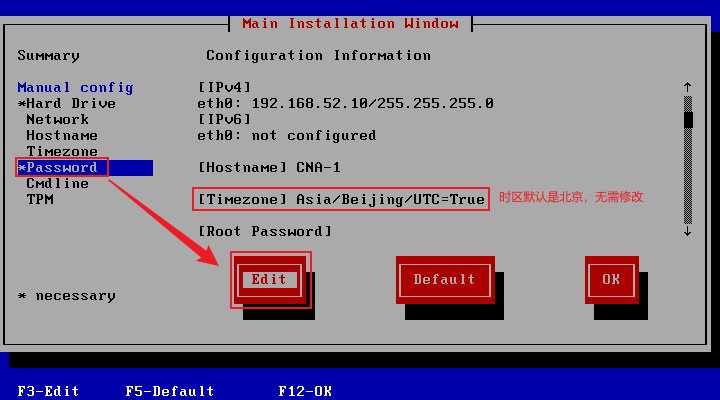 Main Installation Window
Summary Configuration Information
Manual config [IPv4]
*Hard Drive eth0: 192.168.52.10/255.255.255.0
Network [IPv6]
Hostname eth0: not configured
Timezone
*Password [Hostname] CNA-1
Cmdline
TPM [Timezone] Asia/Beijing/UTC=True 时区默认是北京，无需修改
[Root Password]
Edit Default OK
* necessary
F3-Edit F5-Default F12-OK